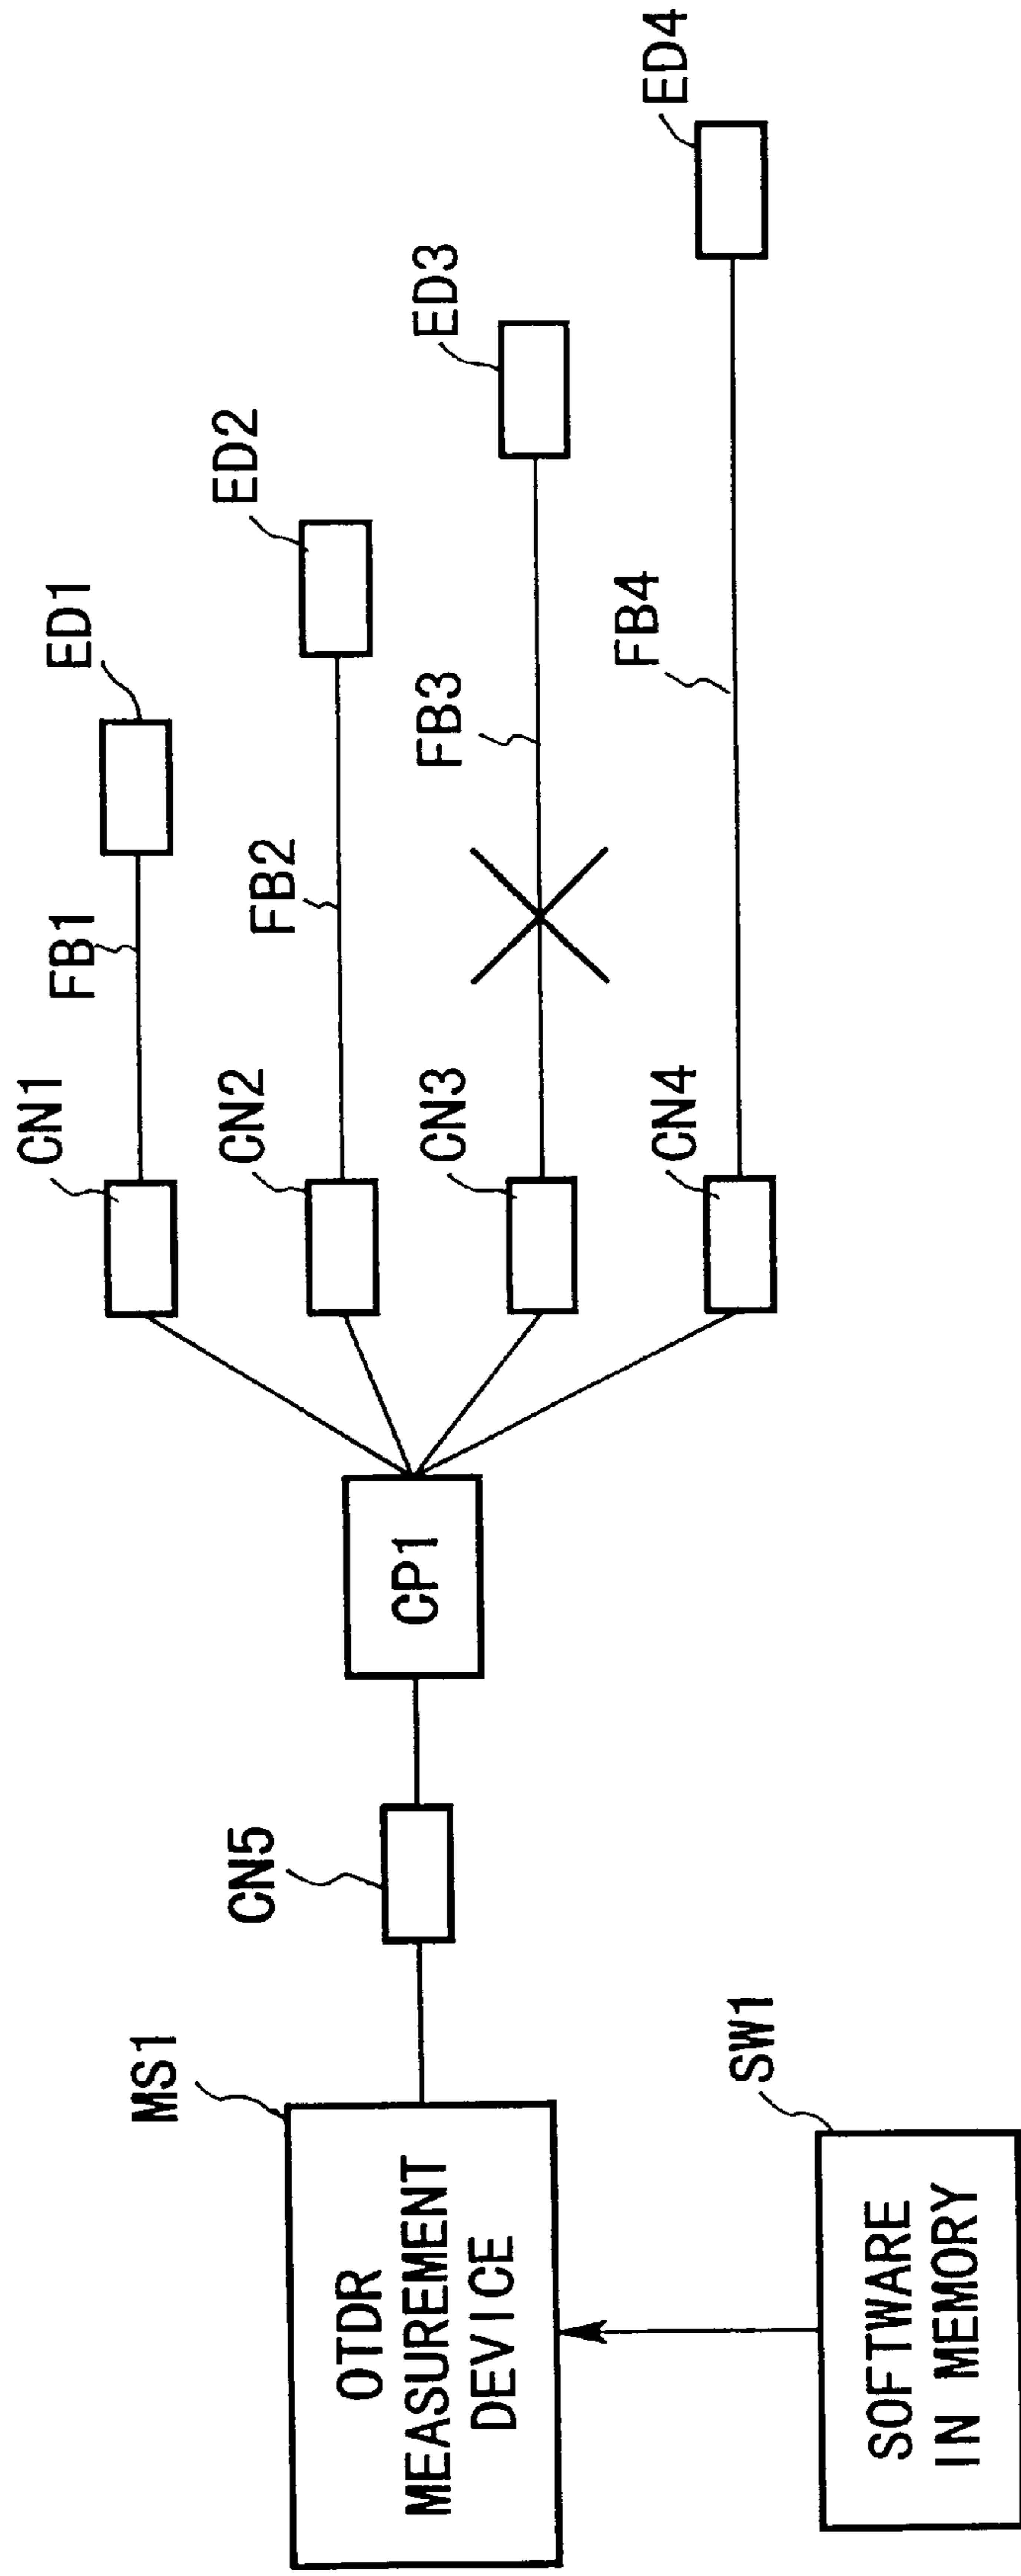 MS1
OTDR
MEASUREMENT
DEVICE
SW1
SOFTWARE
IN MEMORY
CN5
CP1
CN1
FB1
ED1
CN2
FB2
ED2
CN3
FB3
ED3
CN4
FB4
ED4